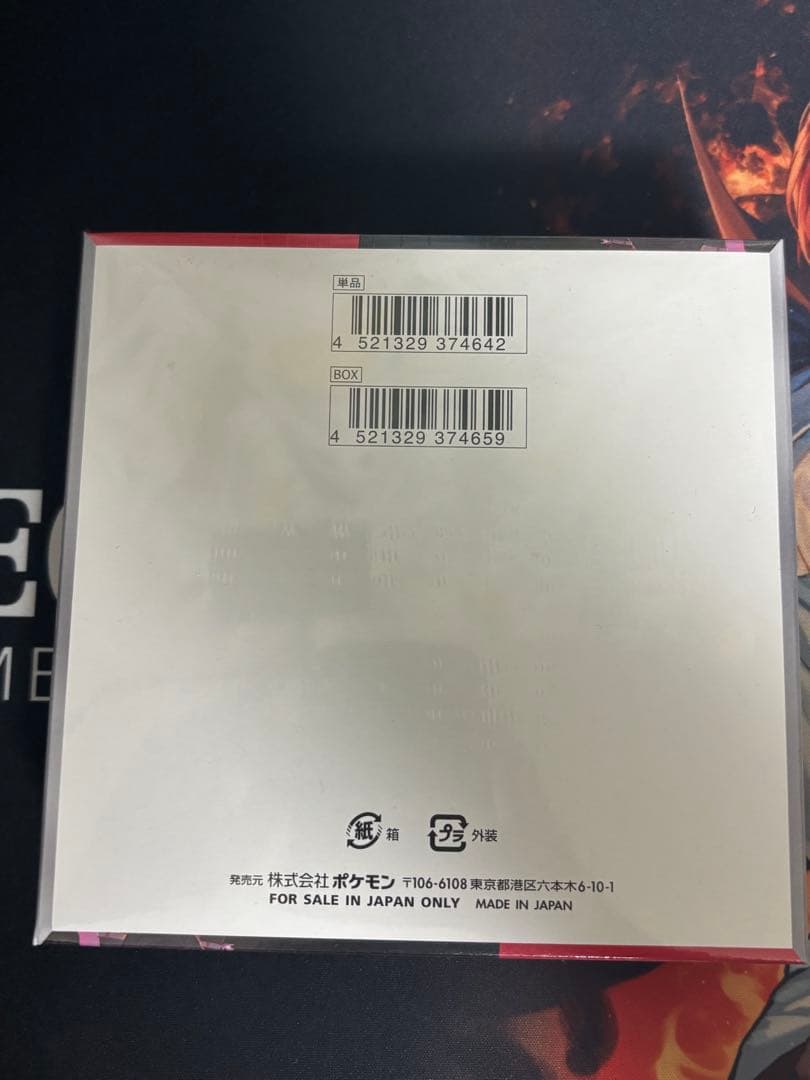 単品
4 521329 374642
BOX
4 521329 374659
紙 箱 プラ 外装
発売元 株式会社ポケモン 〒106-6108 東京都港区六本木6-10-1
FOR SALE IN JAPAN ONLY MADE IN JAPAN